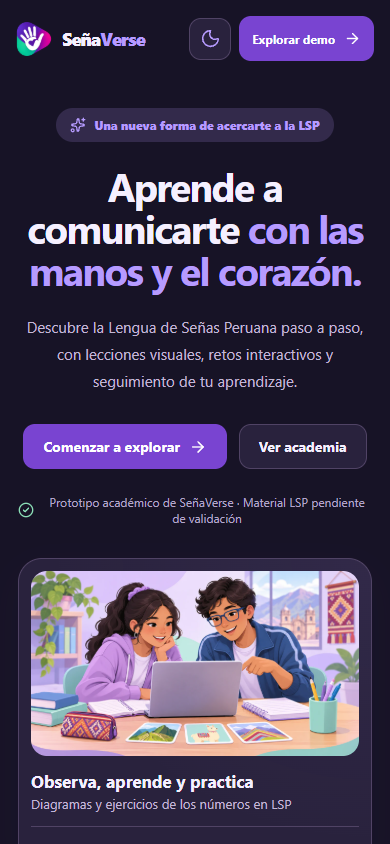 SeñaVerse
Explorar demo
Una nueva forma de acercarte a la LSP
Aprende a
comunicarte con las
manos y el corazón.
Descubre la Lengua de Señas Peruana paso a paso,
con lecciones visuales, retos interactivos y
seguimiento de tu aprendizaje.
Comenzar a explorar
Ver academia
Prototipo académico de SeñaVerse · Material LSP pendiente
de validación
Observa, aprende y practica
Diagramas y ejercicios de los números en LSP